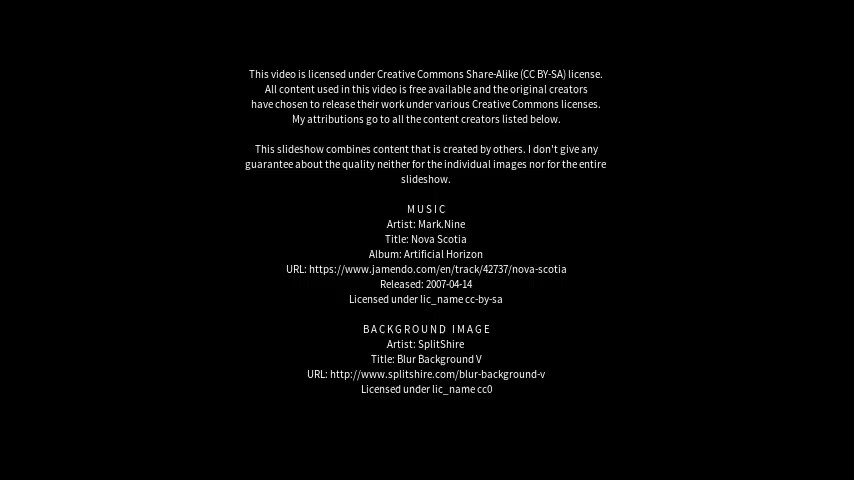 This video is licensed under Creative Commons Share-Alike (CC BY-SA) license.
All content used in this video is free available and the original creators
have chosen to release their work under various Creative Commons licenses.
My attributions go to all the content creators listed below.
This slideshow combines content that is created by others. I don't give any
guarantee about the quality neither for the individual images nor for the entire
slideshow.
MUSIC
Artist: Mark.Nine
Title: Nova Scotia
Album: Artificial Horizon
URL: https://www.jamendo.com/en/track/42737/nova-scotia
Released: 2007-04-14
Licensed under lic_name cc-by-sa
BACKGROUND IMAGE
Artist: SplitShire
Title: Blur Background V
URL: http://www.splitshire.com/blur-background-v
Licensed under lic_name cc0